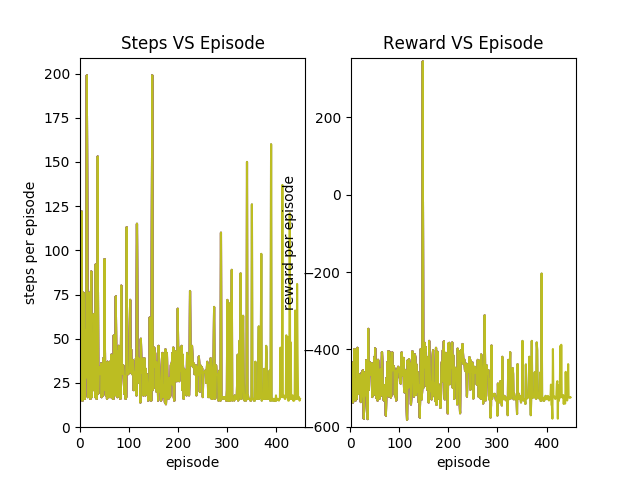 Steps VS Episode
steps per episode
200
175
150
125
100
75
50
25
0
0 100 200 300 400
episode
Reward VS Episode
reward per episode
200
0
−200
−400
−600
0 100 200 300 400
episode